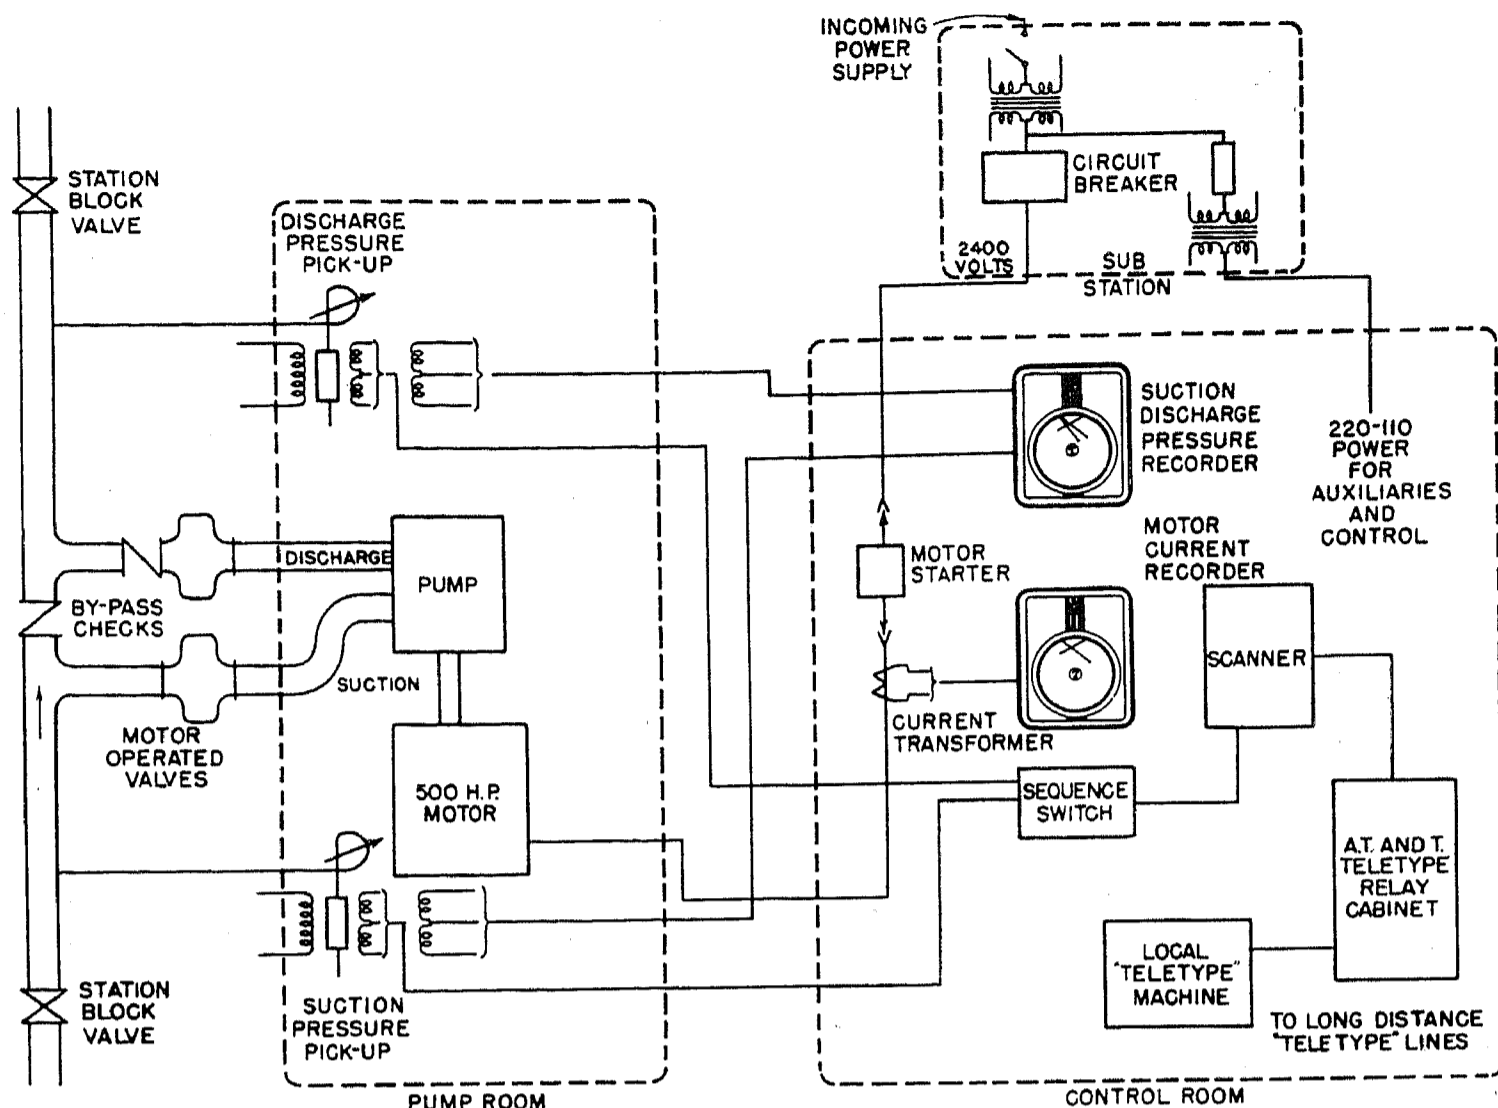 INCOMING
POWER
SUPPLY
CIRCUIT
BREAKER
2400
VOLTS
SUB
STATION
STATION
BLOCK
VALVE
DISCHARGE
PRESSURE
PICK-UP
SUCTION
DISCHARGE
PRESSURE
RECORDER
1
220-110
POWER
FOR
AUXILIARIES
AND
CONTROL
MOTOR
STARTER
MOTOR
CURRENT
RECORDER
2
DISCHARGE
PUMP
BY-PASS
CHECKS
SUCTION
MOTOR
OPERATED
VALVES
500 H.P.
MOTOR
CURRENT
TRANSFORMER
SCANNER
SEQUENCE
SWITCH
A.T. AND T.
TELETYPE
RELAY
CABINET
LOCAL
"TELETYPE"
MACHINE
TO LONG DISTANCE
"TELETYPE" LINES
STATION
BLOCK
VALVE
SUCTION
PRESSURE
PICK-UP
PUMP ROOM
CONTROL ROOM